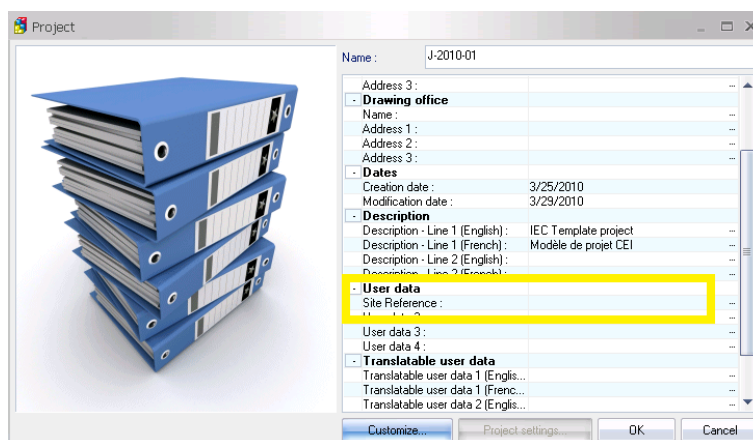 Project
Name : J-2010-01
Address 3 : ...
- Drawing office
Name : ...
Address 1 : ...
Address 2 : ...
Address 3 : ...
- Dates
Creation date : 3/25/2010
Modification date : 3/29/2010
- Description
Description - Line 1 (English) : IEC Template project ...
Description - Line 1 (French) : Modèle de projet CEI ...
Description - Line 2 (English) : ...
Description - Line 2 (French) :
- User data
Site Reference : ...
User data 3 : ...
User data 4 : ...
- Translatable user data
Translatable user data 1 (Englis... ...
Translatable user data 1 (Frenc... ...
Translatable user data 2 (Englis... ...
Customize... Project settings... OK Cancel